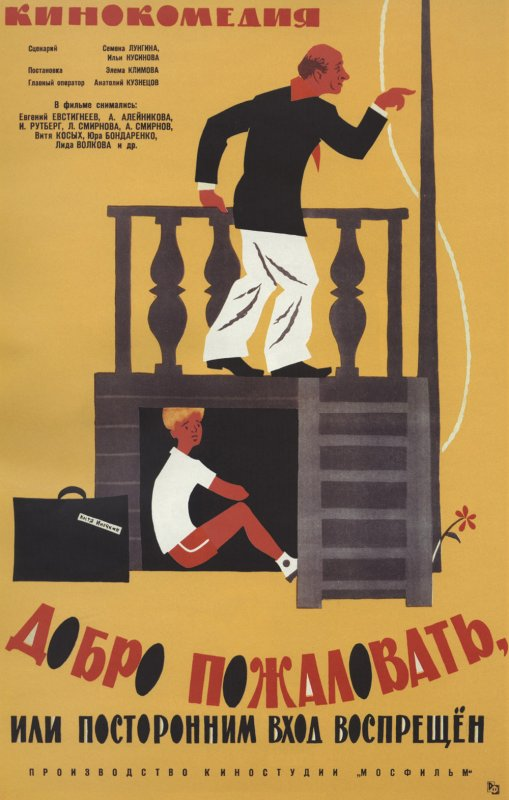 КИНОКОМЕДИЯ
Сценарий Семена ЛУНГИНА,
Ильи НУСИНОВА
Постановка Элема КЛИМОВА
Главный оператор Анатолий КУЗНЕЦОВ
В фильме снимались:
Евгений ЕВСТИГНЕЕВ, А. АЛЕЙНИКОВА,
И. РУТБЕРГ, Л. СМИРНОВА, А. СМИРНОВ,
Витя КОСЫХ, Юра БОНДАРЕНКО,
Лида ВОЛКОВА и др.
ДОБРО ПОЖАЛОВАТЬ,
ИЛИ ПОСТОРОННИМ ВХОД ВОСПРЕЩЁН
ПРОИЗВОДСТВО КИНОСТУДИИ „МОСФИЛЬМ"